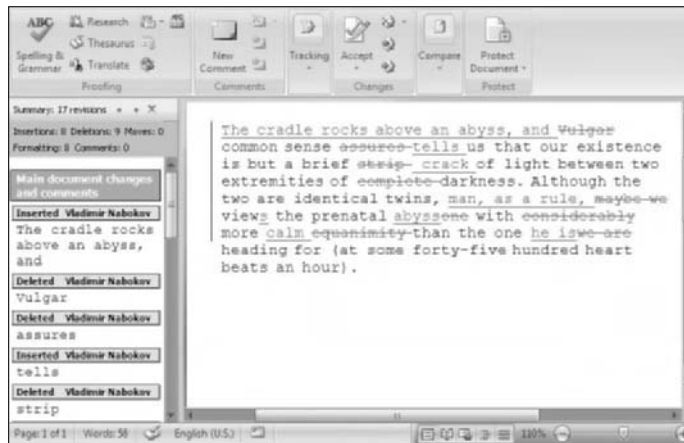 ABC
Spelling & Grammar
Research
Thesaurus
Translate
Proofing
New Comment
Comments
Tracking
Accept
Changes
Compare
Protect Document
Protect
Summary: 17 revisions
Insertions: 8 Deletions: 9 Moves: 0
Formatting: 0 Comments: 0
Main document changes
and comments
Inserted Vladimir Nabokov
The cradle rocks
above an abyss,
and
Deleted Vladimir Nabokov
Vulgar
Deleted Vladimir Nabokov
assures
Inserted Vladimir Nabokov
tells
Deleted Vladimir Nabokov
strip
The cradle rocks above an abyss, and Vulgar
common sense assures tells us that our existence
is but a brief strip crack of light between two
extremities of complete darkness. Although the
two are identical twins, man, as a rule, maybe we
views the prenatal abyssone with considerably
more calm equanimity than the one he iswe are
heading for (at some forty-five hundred heart
beats an hour).
Page: 1 of 1 Words: 58 English (U.S.) 110%